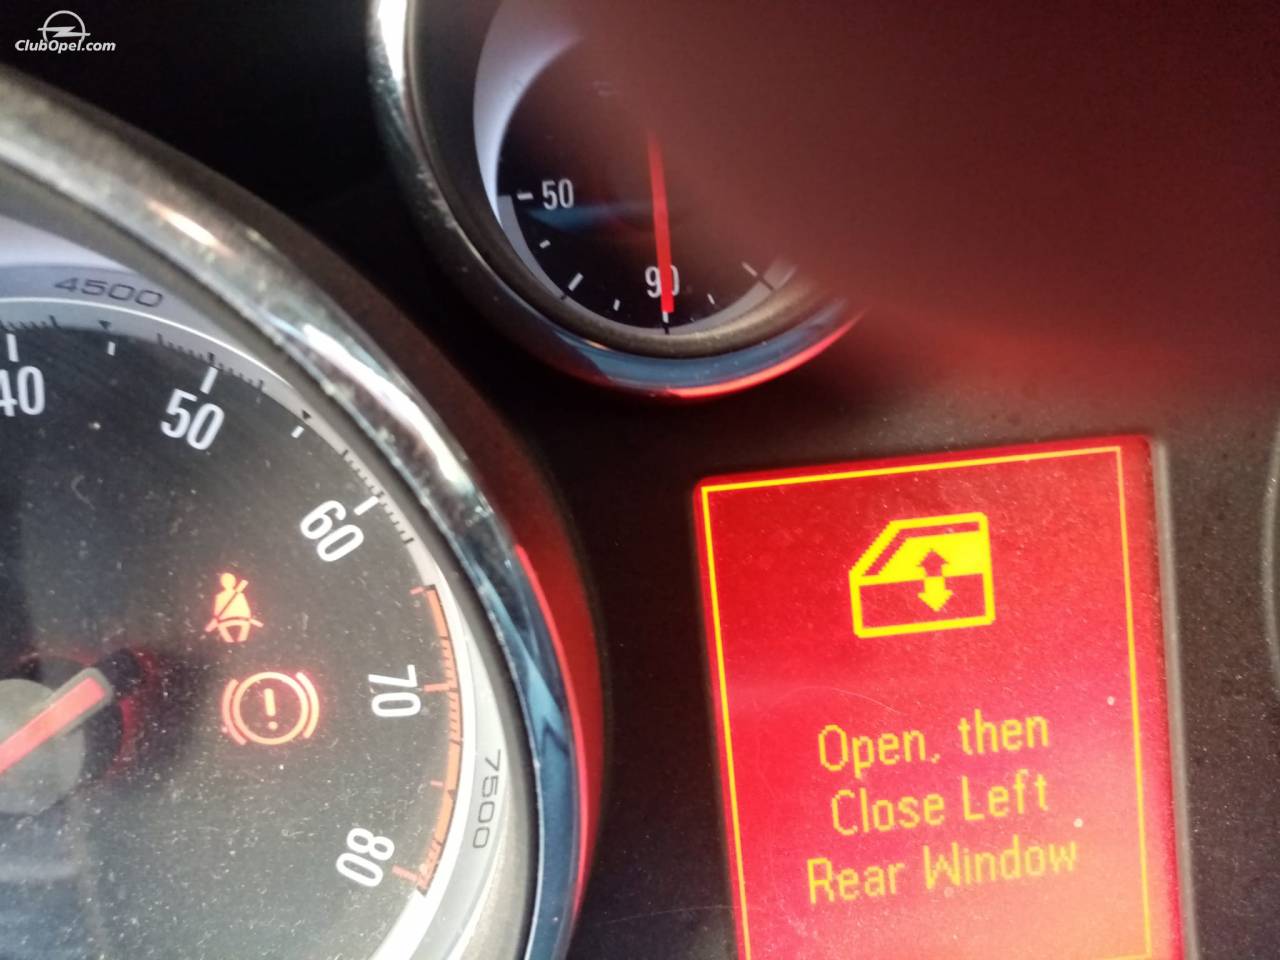 ClubOpel.com
50
90
4500
40
50
60
70
7500
80
Open, then
Close Left
Rear Window